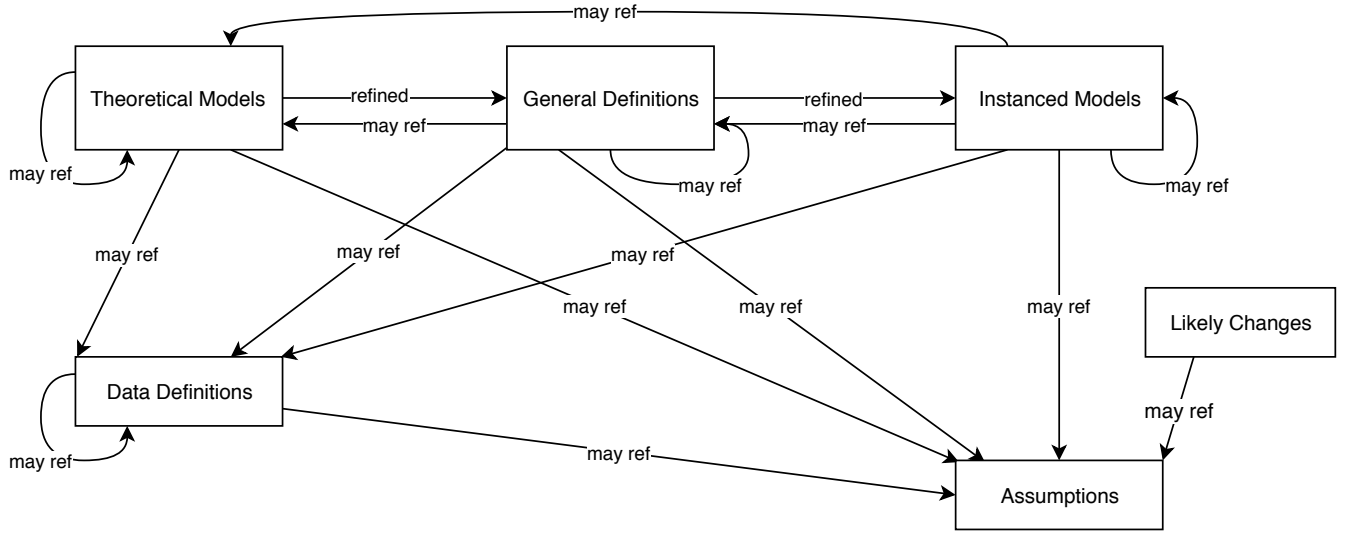 may ref
Theoretical Models
refined
General Definitions
refined
Instanced Models
may ref
may ref
may ref
may ref
may ref
may ref
may ref
may ref
may ref
may ref
may ref
may ref
Likely Changes
Data Definitions
may ref
may ref
may ref
Assumptions